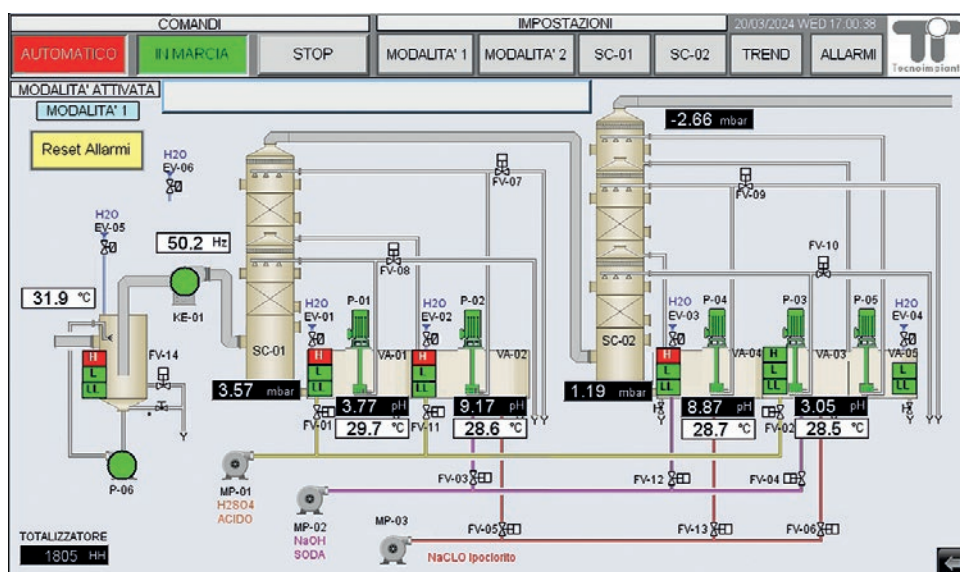 COMANDI
IMPOSTAZIONI
20/03/2024 WED 17.00.38
AUTOMATICO
IN MARCIA
STOP
MODALITA' 1
MODALITA' 2
SC-01
SC-02
TREND
ALLARMI
Tecnoimpianti
MODALITA' ATTIVATA
MODALITA' 1
Reset Allarmi
-2.66 mbar
H2O
EV-06
FV-07
FV-09
H2O
EV-05
50.2 Hz
FV-10
FV-08
31.9 °C
KE-01
H2O
EV-01
P-01
H2O
EV-02
P-02
H2O
EV-03
P-04
P-03
P-05
H2O
EV-04
SC-01
SC-02
FV-14
H
L
LL
H
L
LL
VA-01
H
L
LL
VA-02
H
L
LL
VA-04
H
L
LL
VA-03
VA-05
L
LL
3.57 mbar
1.19 mbar
3.77 pH
9.17 pH
8.87 pH
3.05 pH
29.7 °C
28.6 °C
28.7 °C
28.5 °C
FV-01
FV-11
FV-02
P-06
MP-01
H2SO4
ACIDO
FV-03
FV-12
FV-04
MP-02
NaOH
SODA
MP-03
FV-05
FV-13
FV-06
NaCLO Ipoclorito
TOTALIZZATORE
1805 HH